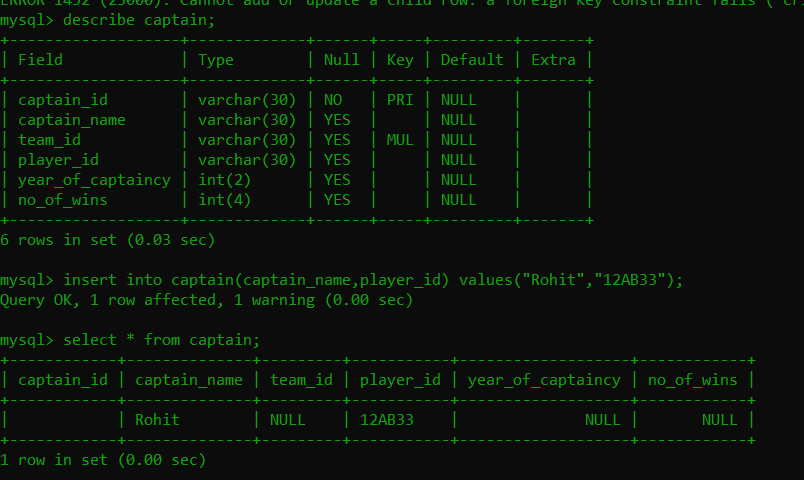 ERROR 1452 (23000): Cannot add or update a child row: a foreign key constraint fails (`cri
mysql> describe captain;
+-------------------+-------------+------+-----+---------+-------+
| Field             | Type        | Null | Key | Default | Extra |
+-------------------+-------------+------+-----+---------+-------+
| captain_id        | varchar(30) | NO   | PRI | NULL    |       |
| captain_name      | varchar(30) | YES  |     | NULL    |       |
| team_id           | varchar(30) | YES  | MUL | NULL    |       |
| player_id         | varchar(30) | YES  |     | NULL    |       |
| year_of_captaincy | int(2)      | YES  |     | NULL    |       |
| no_of_wins        | int(4)      | YES  |     | NULL    |       |
+-------------------+-------------+------+-----+---------+-------+
6 rows in set (0.03 sec)
mysql> insert into captain(captain_name,player_id) values("Rohit","12AB33");
Query OK, 1 row affected, 1 warning (0.00 sec)
mysql> select * from captain;
+------------+--------------+---------+-----------+-------------------+------------+
| captain_id | captain_name | team_id | player_id | year_of_captaincy | no_of_wins |
+------------+--------------+---------+-----------+-------------------+------------+
|            | Rohit        | NULL    | 12AB33    |              NULL |       NULL |
+------------+--------------+---------+-----------+-------------------+------------+
1 row in set (0.00 sec)